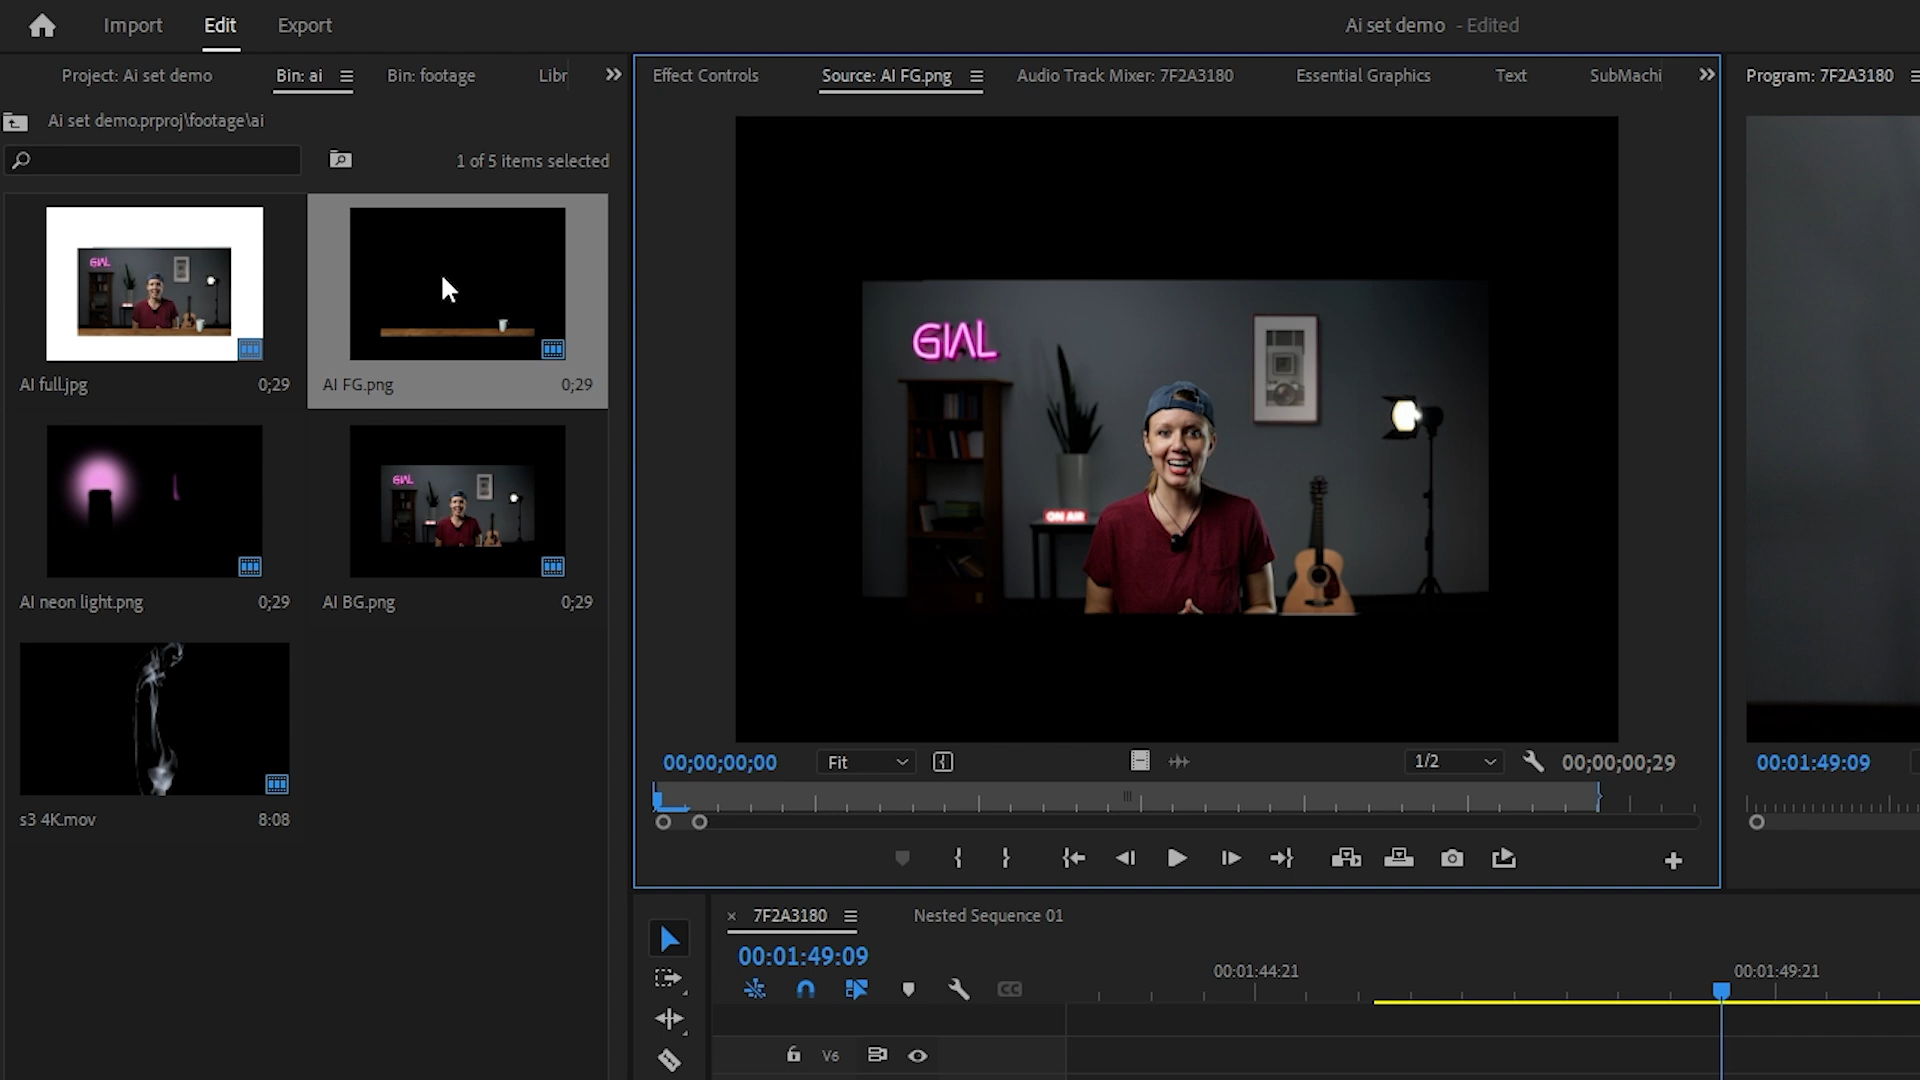 Import Edit Export Ai set demo - Edited
Project: Ai set demo Bin: ai Bin: footage Libr Effect Controls Source: AI FG.png Audio Track Mixer: 7F2A3180 Essential Graphics Text SubMachi Program: 7F2A3180
Ai set demo.prproj\footage\ai
1 of 5 items selected
GIAL
ON AIR
GIAL
AI full.jpg 0;29 AI FG.png 0;29
GIAL
AI neon light.png 0;29 AI BG.png 0;29
s3 4K.mov 8:08
00;00;00;00 Fit 1/2 00;00;00;29 00:01:49:09
× 7F2A3180 Nested Sequence 01
00:01:49:09
00:01:44:21 00:01:49:21
CC
V6